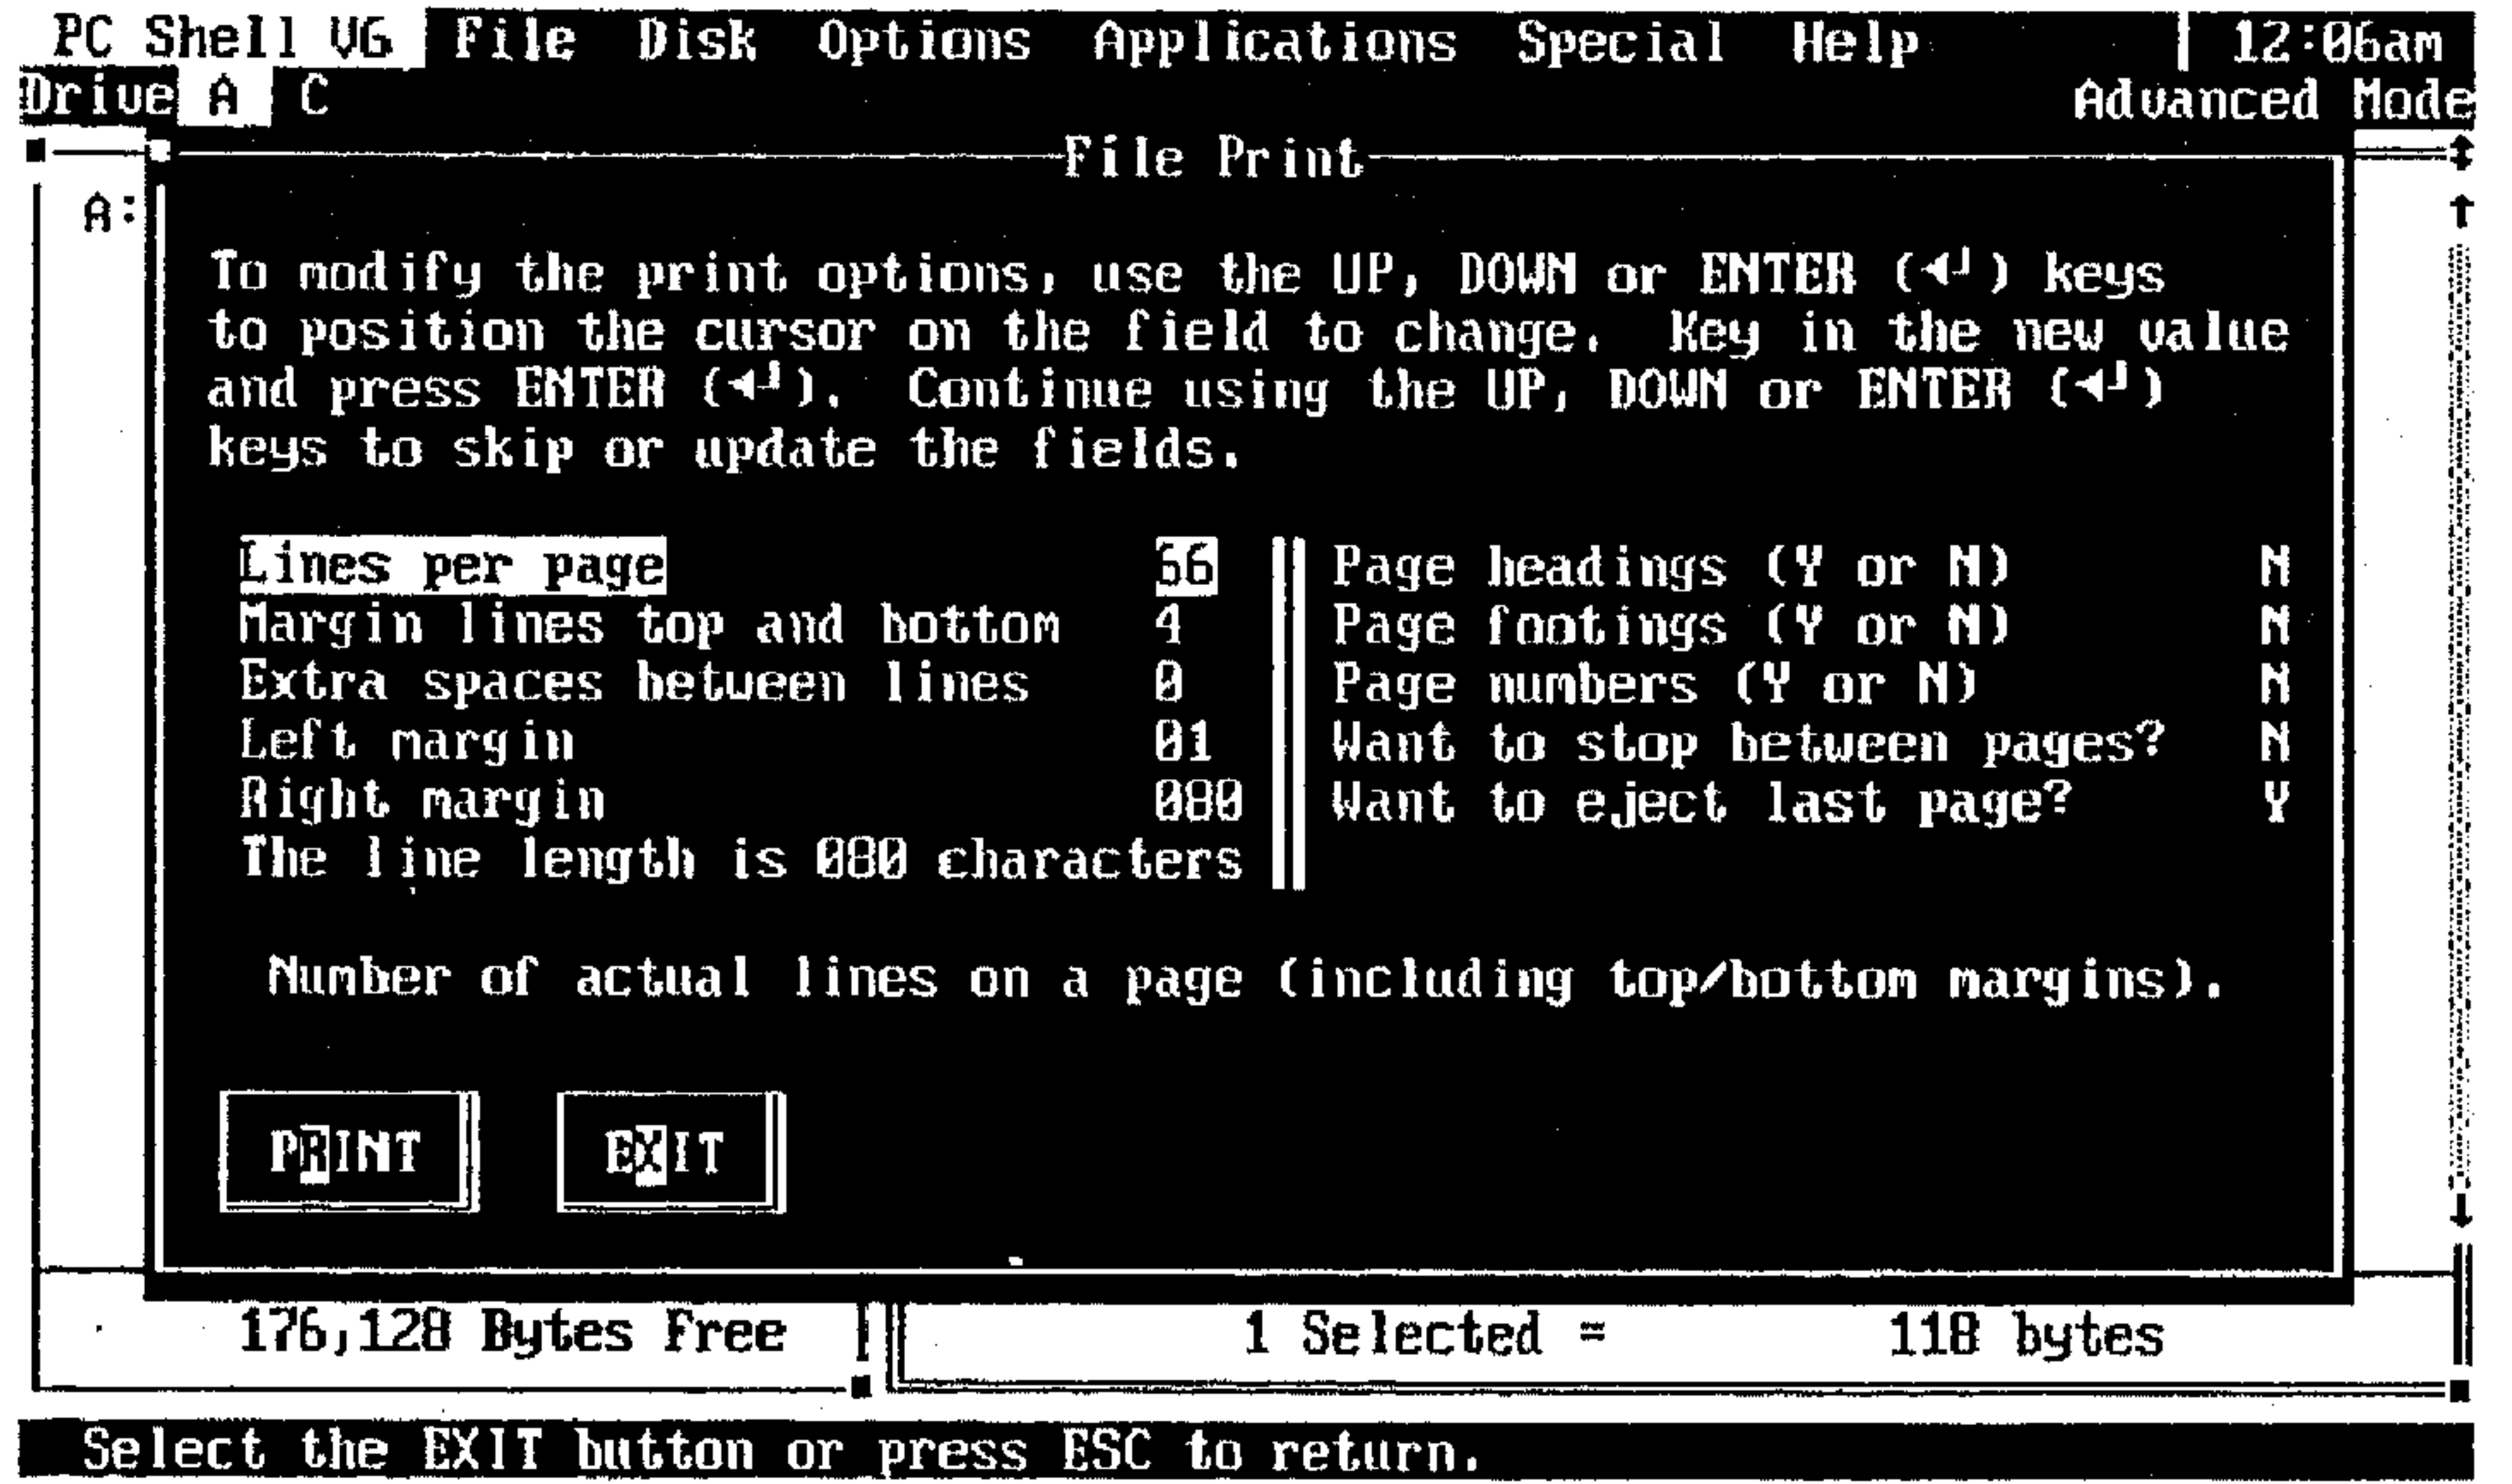 PC Shell V6 File Disk Options Applications Special Help 12:06am
Drive A C Advanced Mode
File Print
A:
To modify the print options, use the UP, DOWN or ENTER (◄┘) keys
to position the cursor on the field to change. Key in the new value
and press ENTER (◄┘). Continue using the UP, DOWN or ENTER (◄┘)
keys to skip or update the fields.
Lines per page 66 Page headings (Y or N) N
Margin lines top and bottom 4 Page footings (Y or N) N
Extra spaces between lines 0 Page numbers (Y or N) N
Left margin 01 Want to stop between pages? N
Right margin 080 Want to eject last page? Y
The line length is 080 characters
Number of actual lines on a page (including top/bottom margins).
PRINT EXIT
176,128 Bytes Free 1 Selected = 118 bytes
Select the EXIT button or press ESC to return.